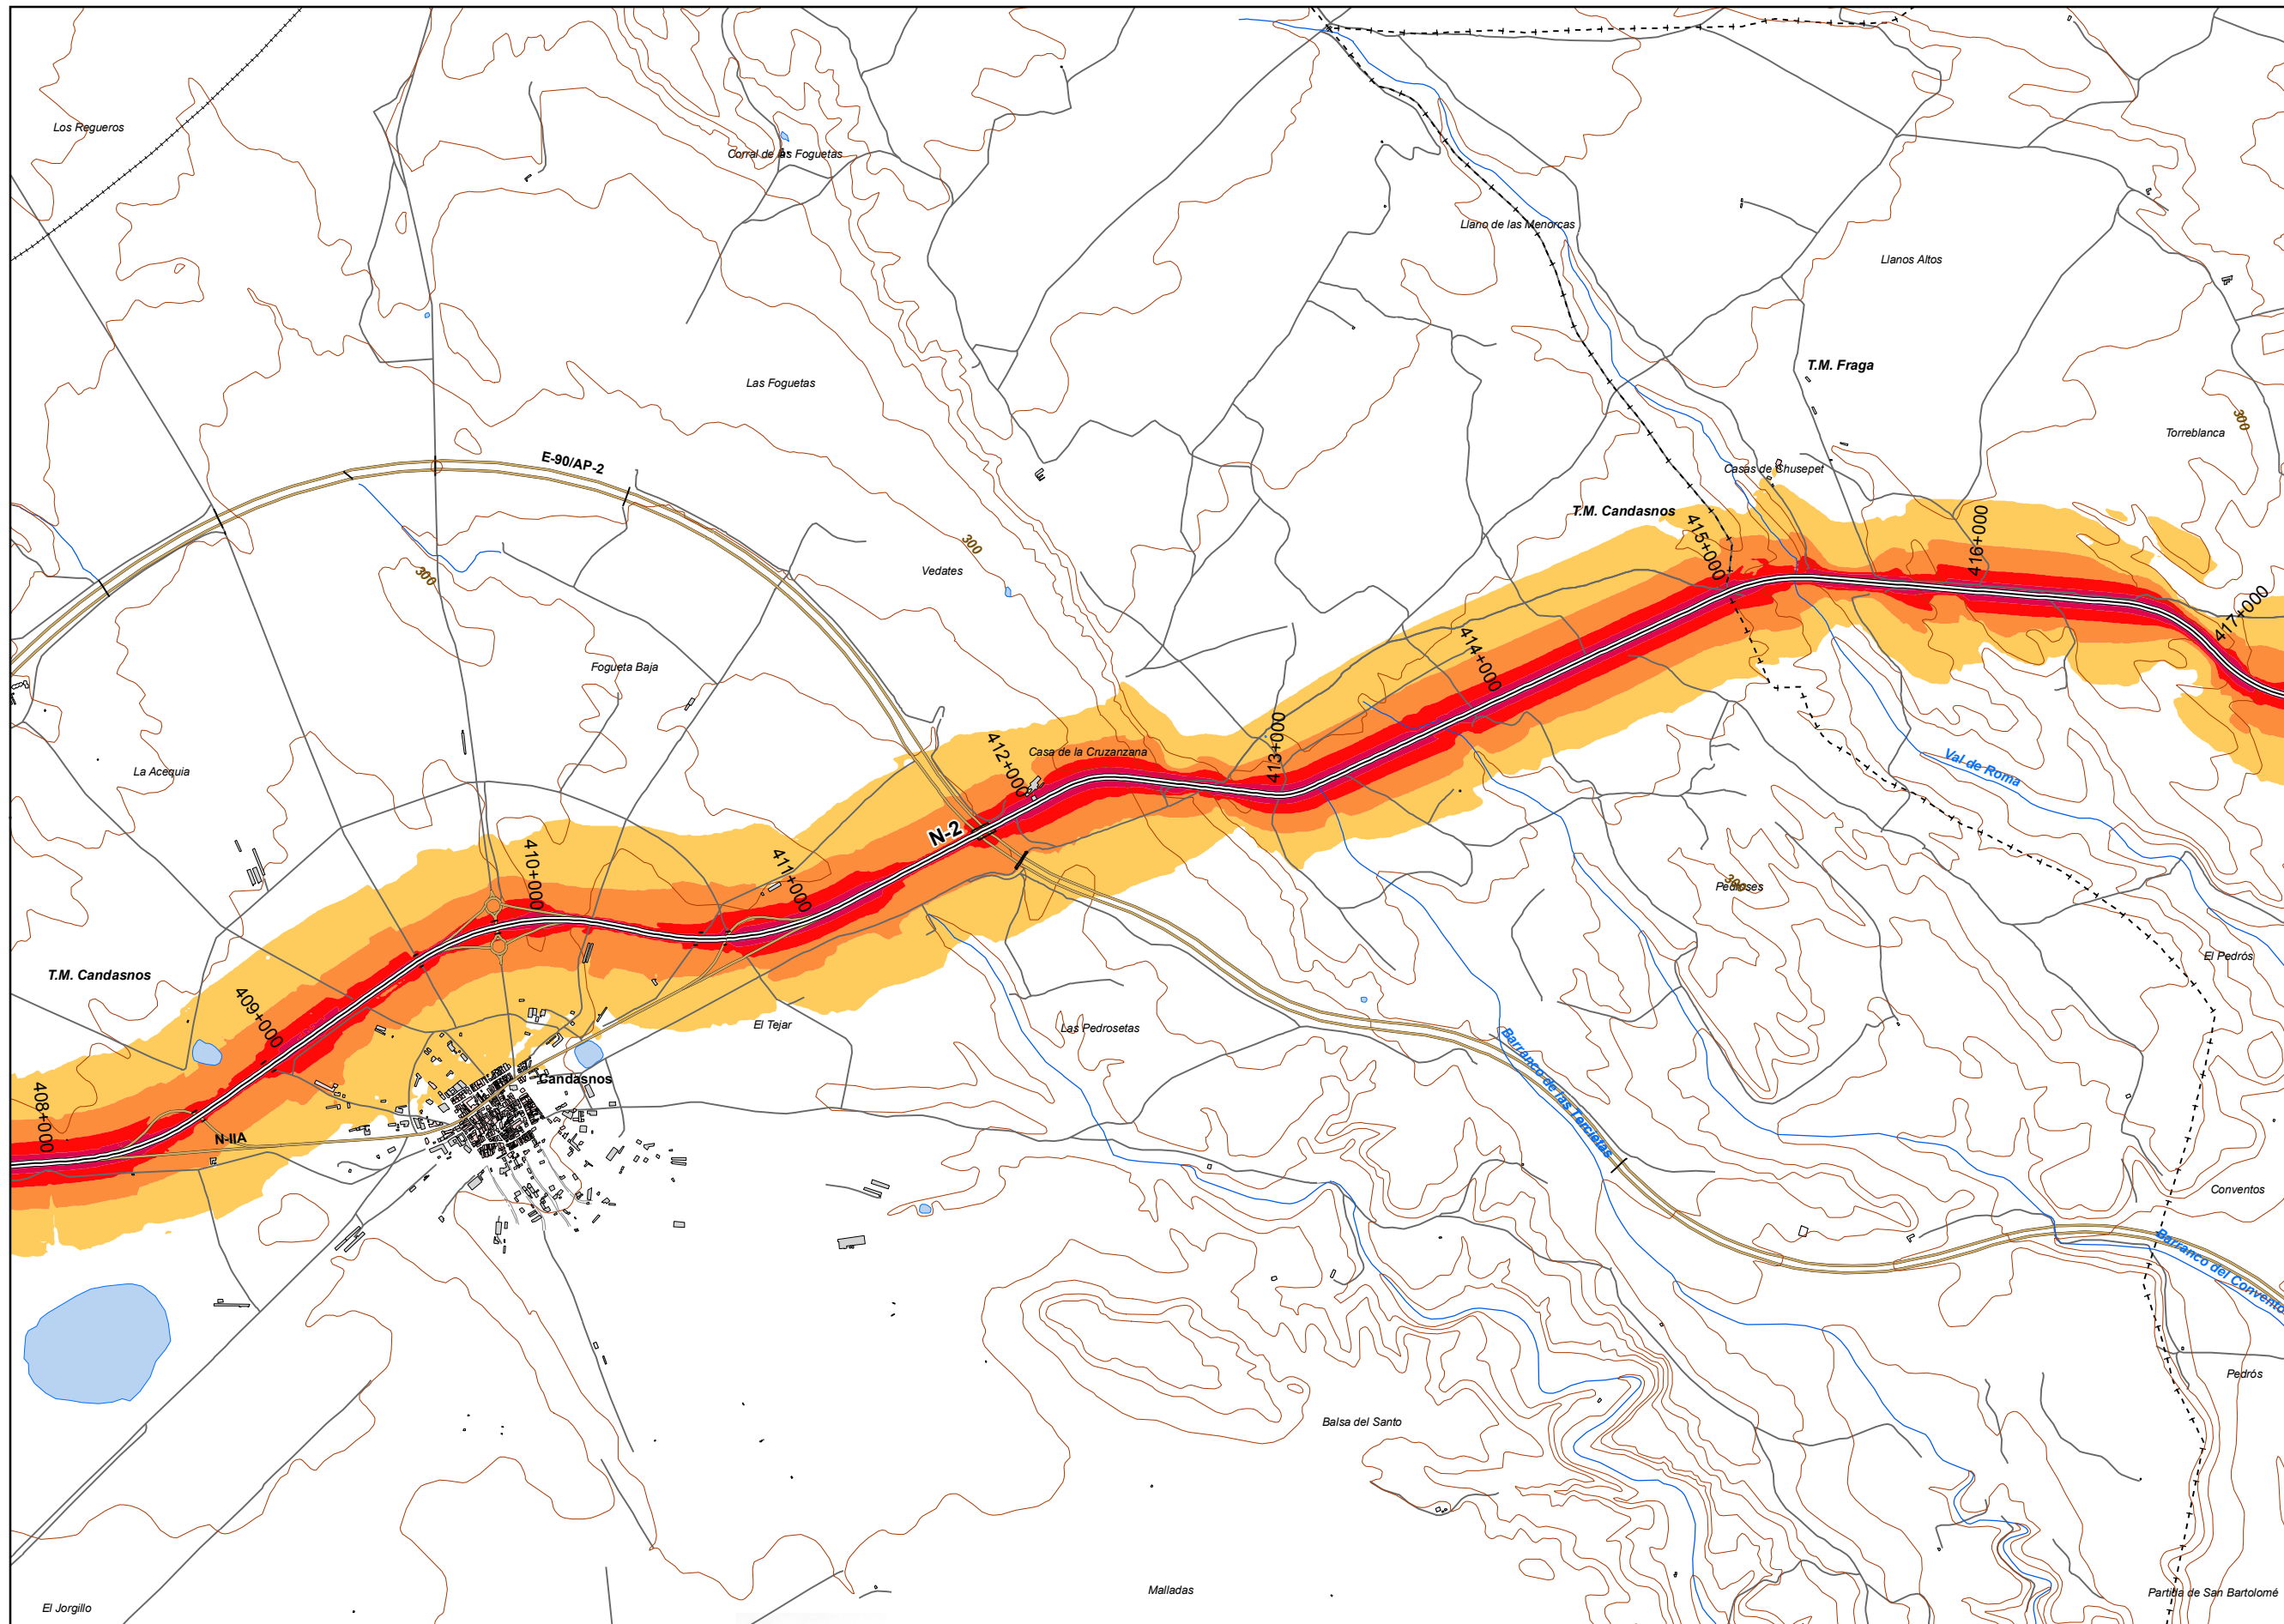 Los Regueros
Corral de las Foguetas
Llano de las Menorcas
Llanos Altos
T.M. Fraga
Las Foguetas
300
Torreblanca
E-90/AP-2
Casas de Chusepet
T.M. Candasnos
415+000
416+000
300
Vedates
300
417+000
Fogueta Baja
414+000
412+000
Casa de la Cruzanzana
413+000
Val de Roma
La Acequia
N-2
410+000
411+000
300
Pedroses
El Pedrós
T.M. Candasnos
409+000
El Tejar
Las Pedrosetas
Barranco de las Tercletas
Candasnos
408+000
N-IIA
Conventos
Barranco del Convento
Pedrós
Balsa del Santo
Malladas
Partida de San Bartolomé
El Jorgillo